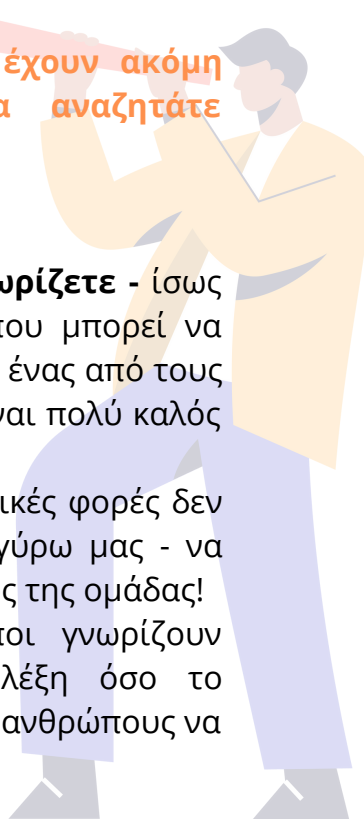 έχουν ακόμη
α αναζητάτε
ωρίζετε - ίσως
που μπορεί να
ένας από τους
ναι πολύ καλός
ικές φορές δεν
γύρω μας - να
ς της ομάδας!
ποι γνωρίζουν
λέξη όσο το
ανθρώπους να